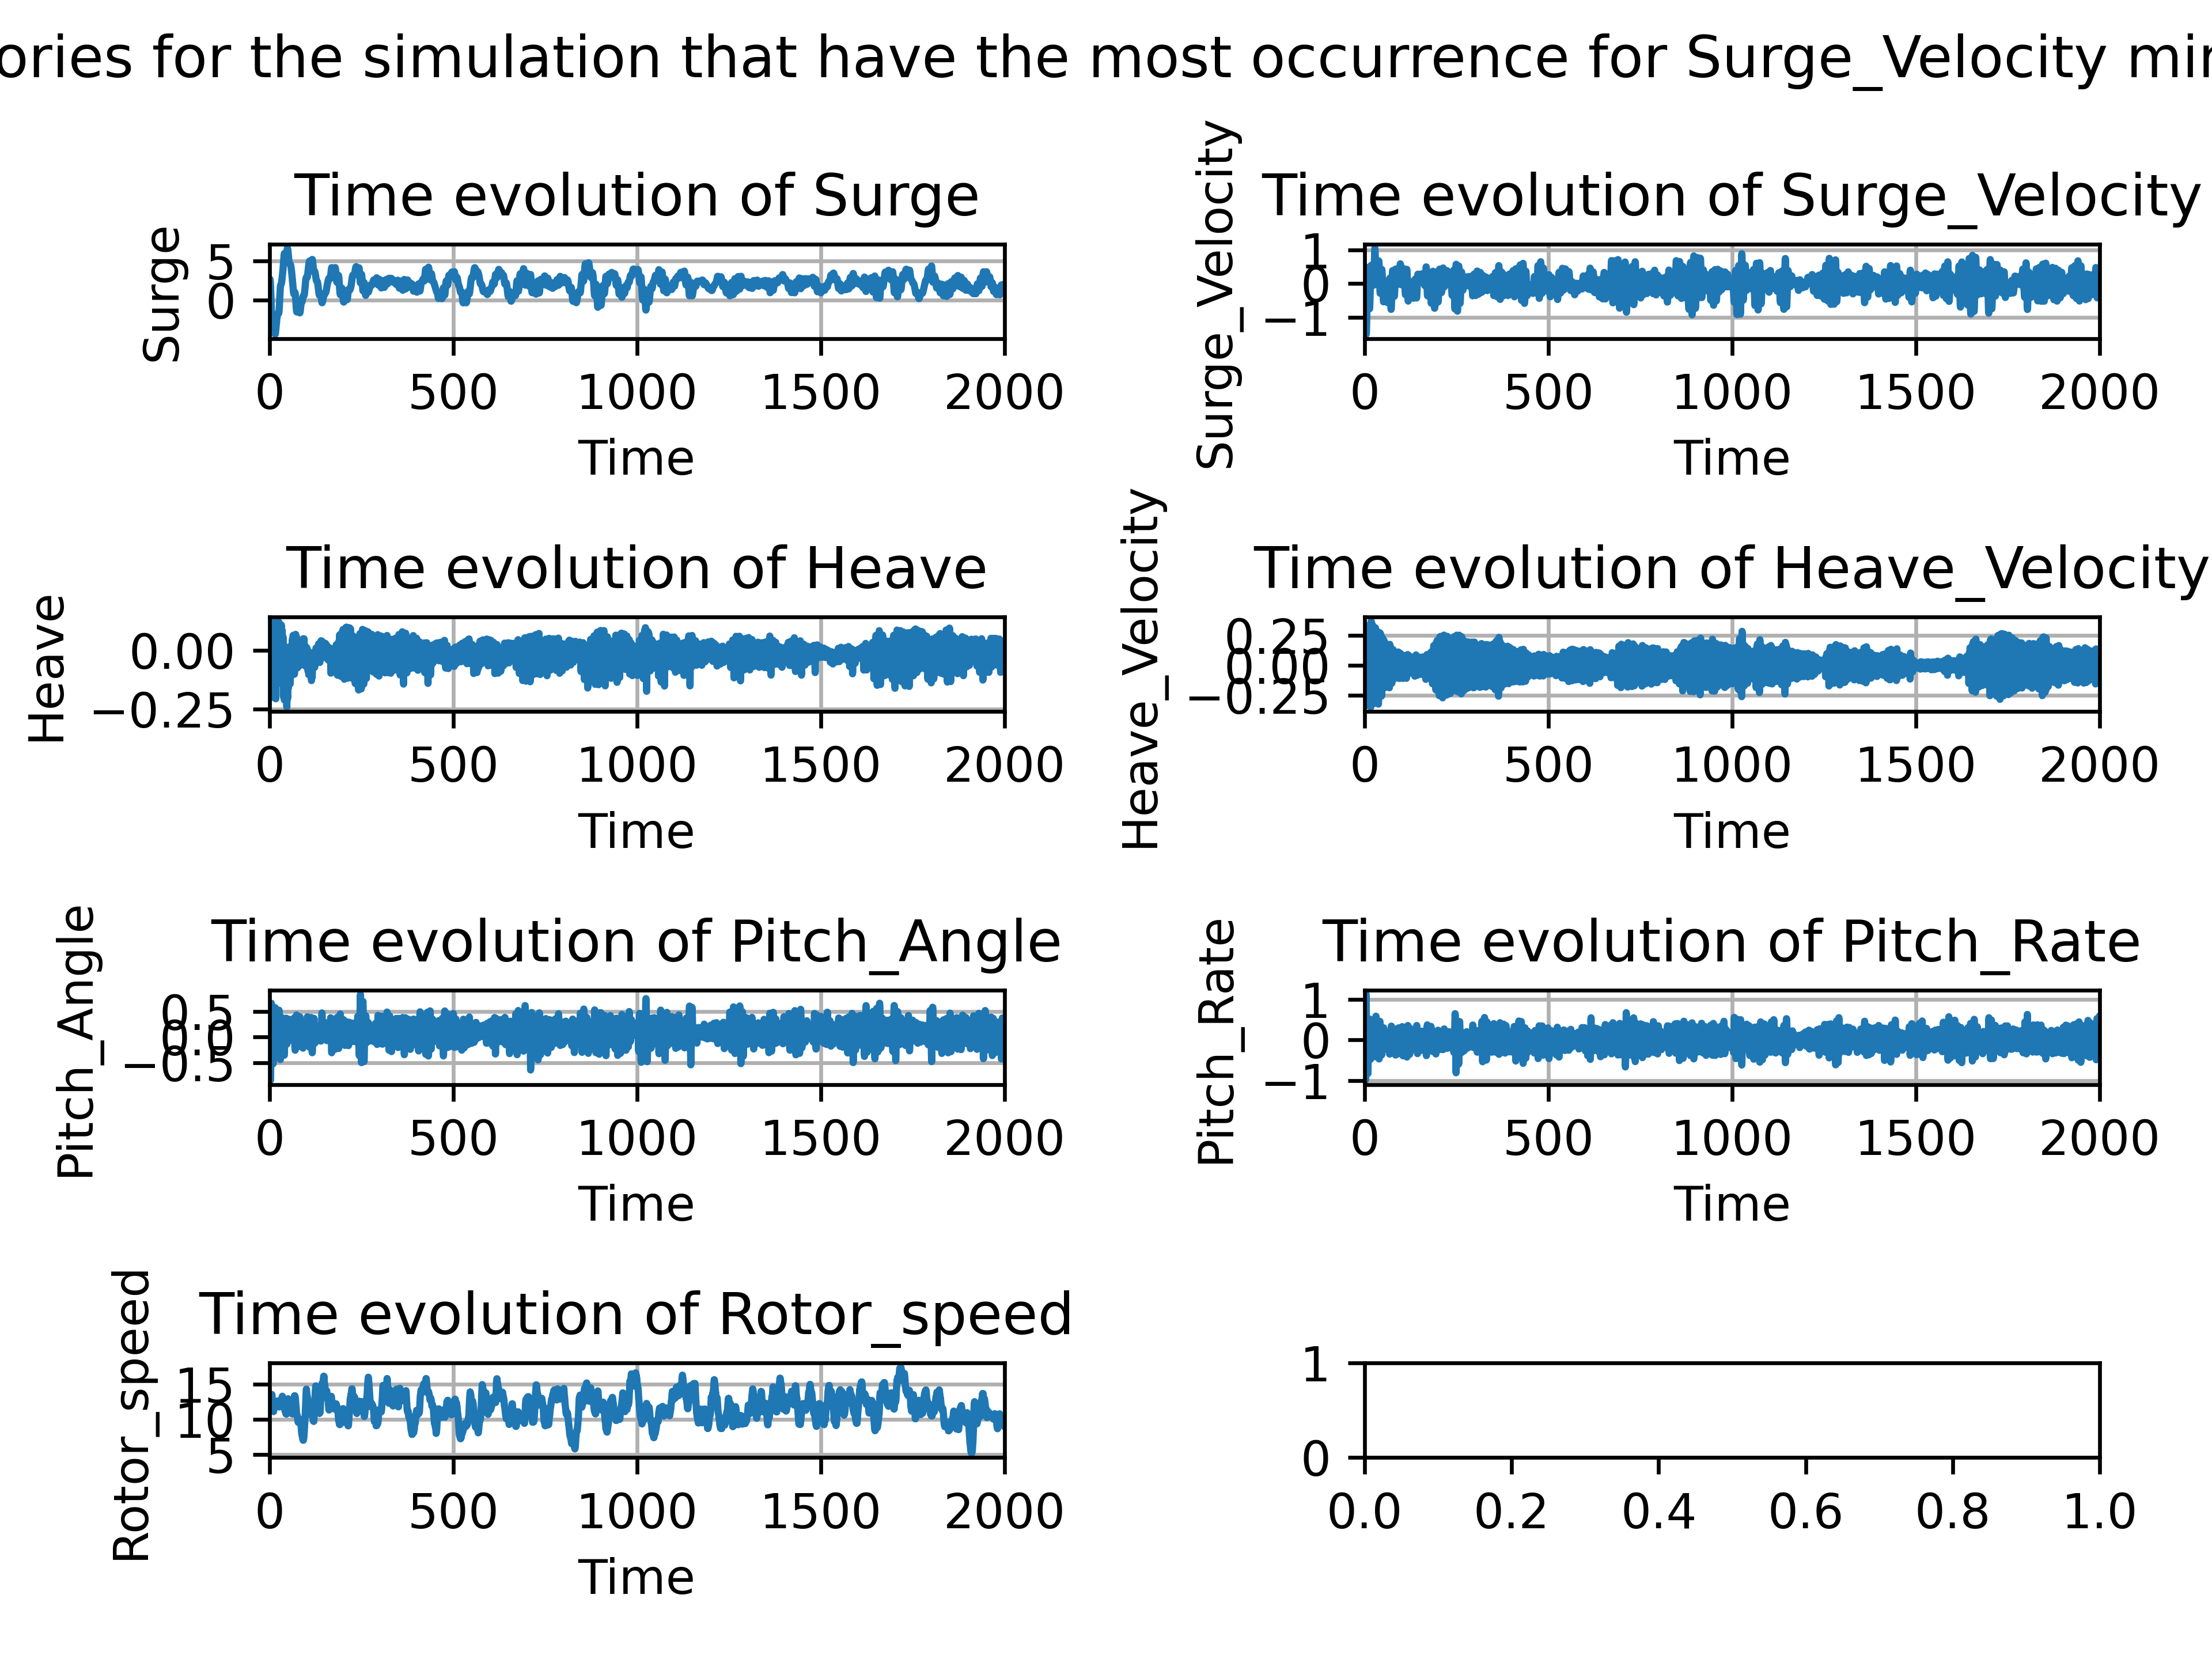 ories for the simulation that have the most occurrence for Surge_Velocity min
Time evolution of Surge
Surge
5
0
0 500 1000 1500 2000
Time
Time evolution of Surge_Velocity
Surge_Velocity
1
0
−1
0 500 1000 1500 2000
Time
Time evolution of Heave
Heave
0.00
−0.25
0 500 1000 1500 2000
Time
Time evolution of Heave_Velocity
Heave_Velocity
0.25
0.00
−0.25
0 500 1000 1500 2000
Time
Time evolution of Pitch_Angle
Pitch_Angle
0.5
0.0
−0.5
0 500 1000 1500 2000
Time
Time evolution of Pitch_Rate
Pitch_Rate
1
0
−1
0 500 1000 1500 2000
Time
Time evolution of Rotor_speed
Rotor_speed
15
10
5
0 500 1000 1500 2000
Time
1
0
0.0 0.2 0.4 0.6 0.8 1.0